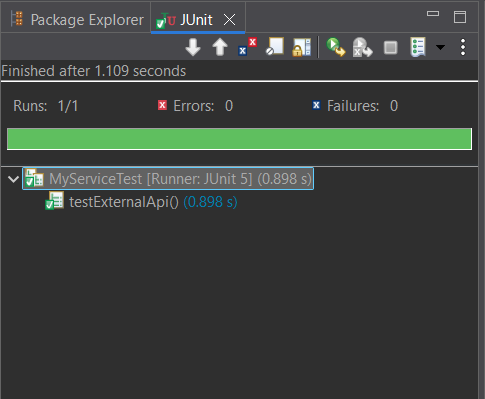 Package Explorer JUnit
Finished after 1.109 seconds
Runs: 1/1 Errors: 0 Failures: 0
MyServiceTest [Runner: JUnit 5] (0.898 s)
testExternalApi() (0.898 s)